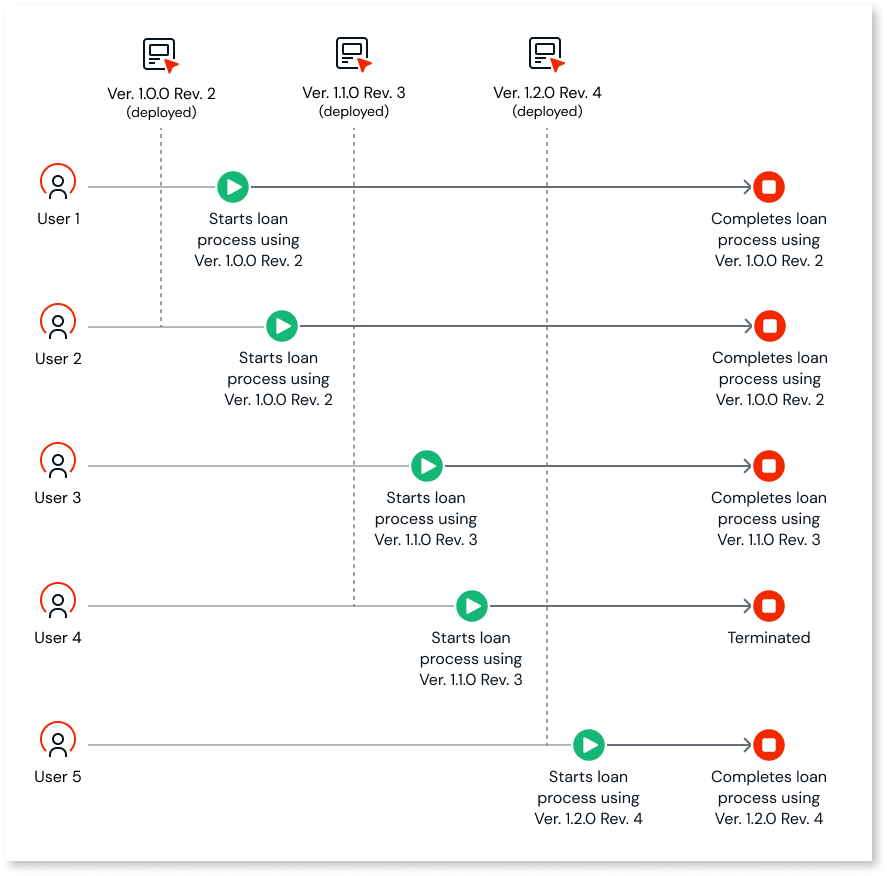 Ver. 1.0.0 Rev. 2
(deployed)
Ver. 1.1.0 Rev. 3
(deployed)
Ver. 1.2.0 Rev. 4
(deployed)
User 1
Starts loan
process using
Ver. 1.0.0 Rev. 2
Completes loan
process using
Ver. 1.0.0 Rev. 2
User 2
Starts loan
process using
Ver. 1.0.0 Rev. 2
Completes loan
process using
Ver. 1.0.0 Rev. 2
User 3
Starts loan
process using
Ver. 1.1.0 Rev. 3
Completes loan
process using
Ver. 1.1.0 Rev. 3
User 4
Starts loan
process using
Ver. 1.1.0 Rev. 3
Terminated
User 5
Starts loan
process using
Ver. 1.2.0 Rev. 4
Completes loan
process using
Ver. 1.2.0 Rev. 4